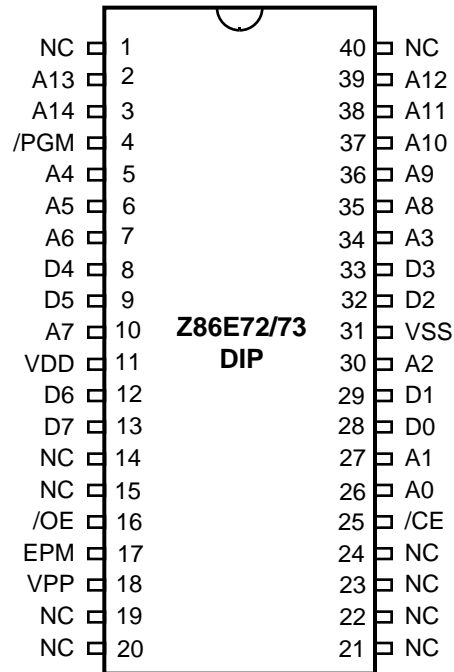 NC 1 40 NC
A13 2 39 A12
A14 3 38 A11
/PGM 4 37 A10
A4 5 36 A9
A5 6 35 A8
A6 7 34 A3
D4 8 33 D3
D5 9 32 D2
A7 10 Z86E72/73 31 VSS
VDD 11 DIP 30 A2
D6 12 29 D1
D7 13 28 D0
NC 14 27 A1
NC 15 26 A0
/OE 16 25 /CE
EPM 17 24 NC
VPP 18 23 NC
NC 19 22 NC
NC 20 21 NC